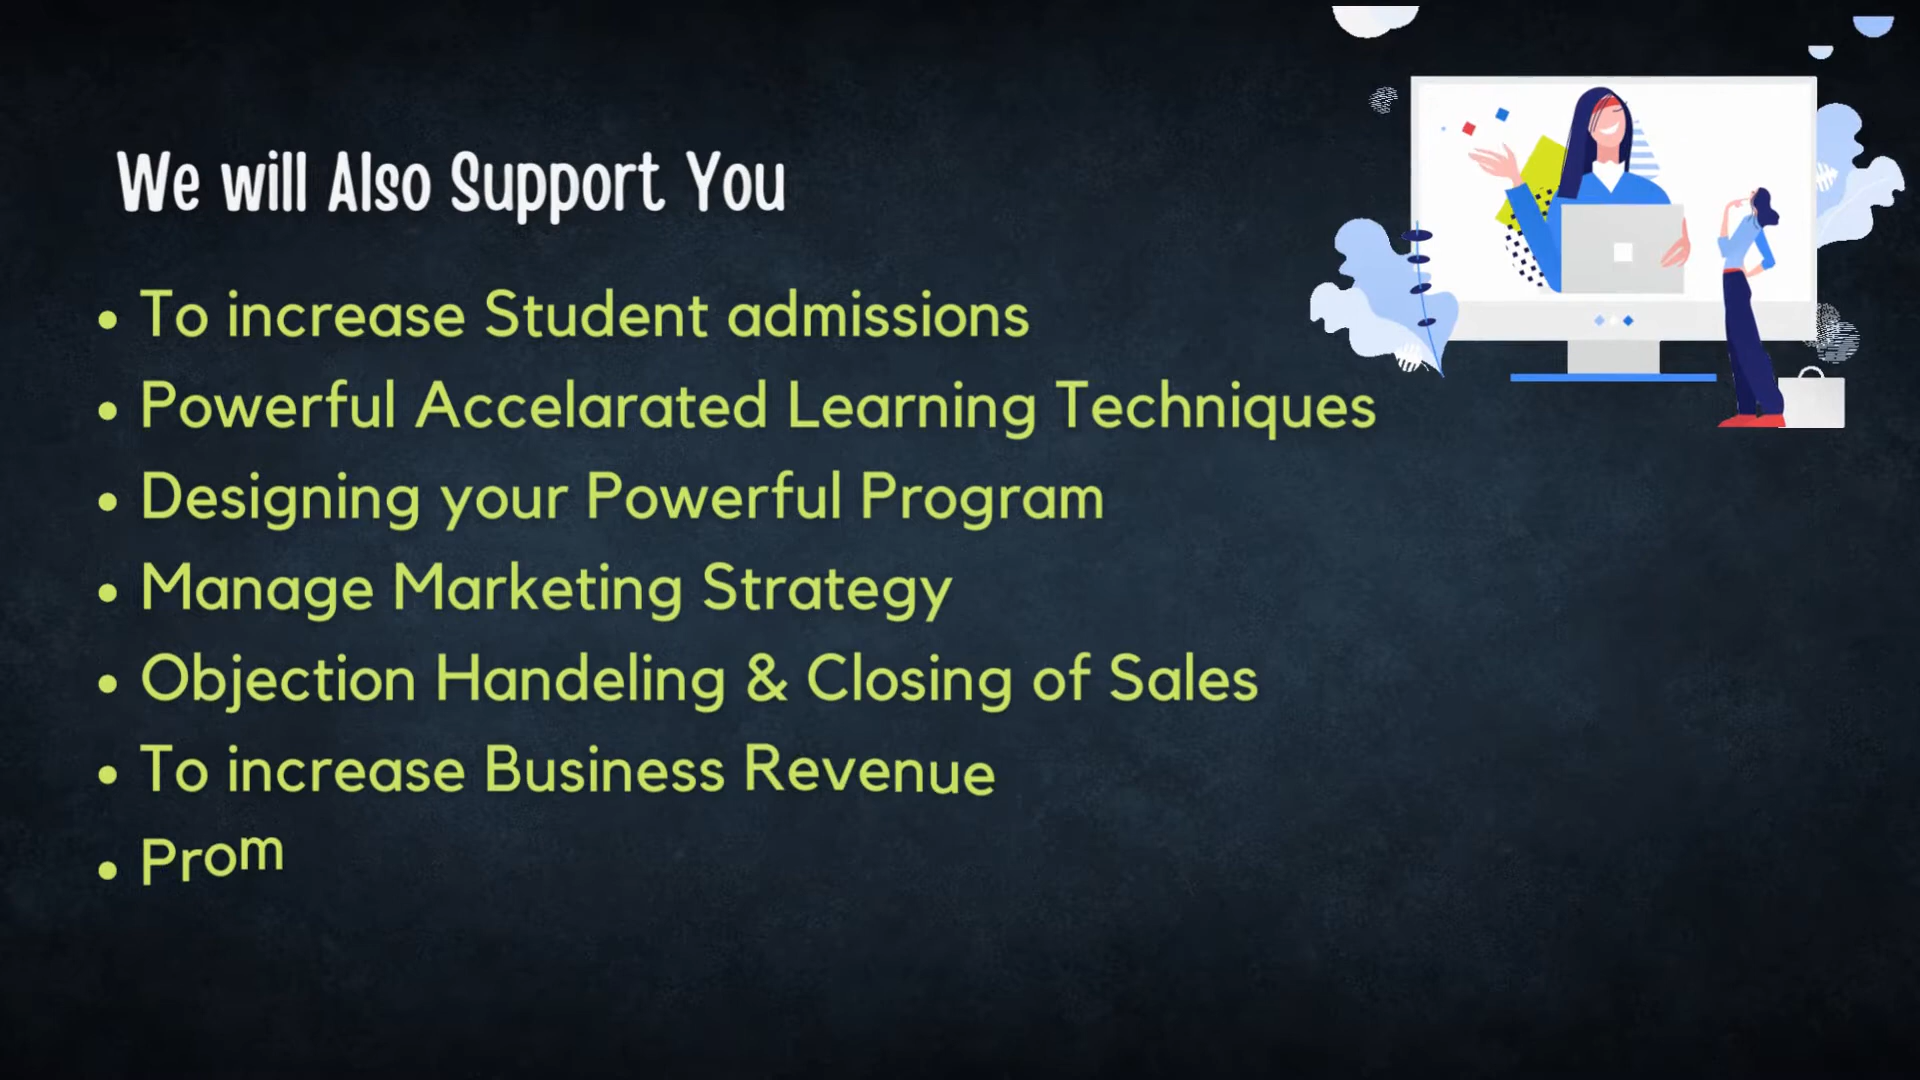 We will Also Support You
• To increase Student admissions
• Powerful Accelarated Learning Techniques
• Designing your Powerful Program
• Manage Marketing Strategy
• Objection Handeling & Closing of Sales
• To increase Business Revenue
• Prom